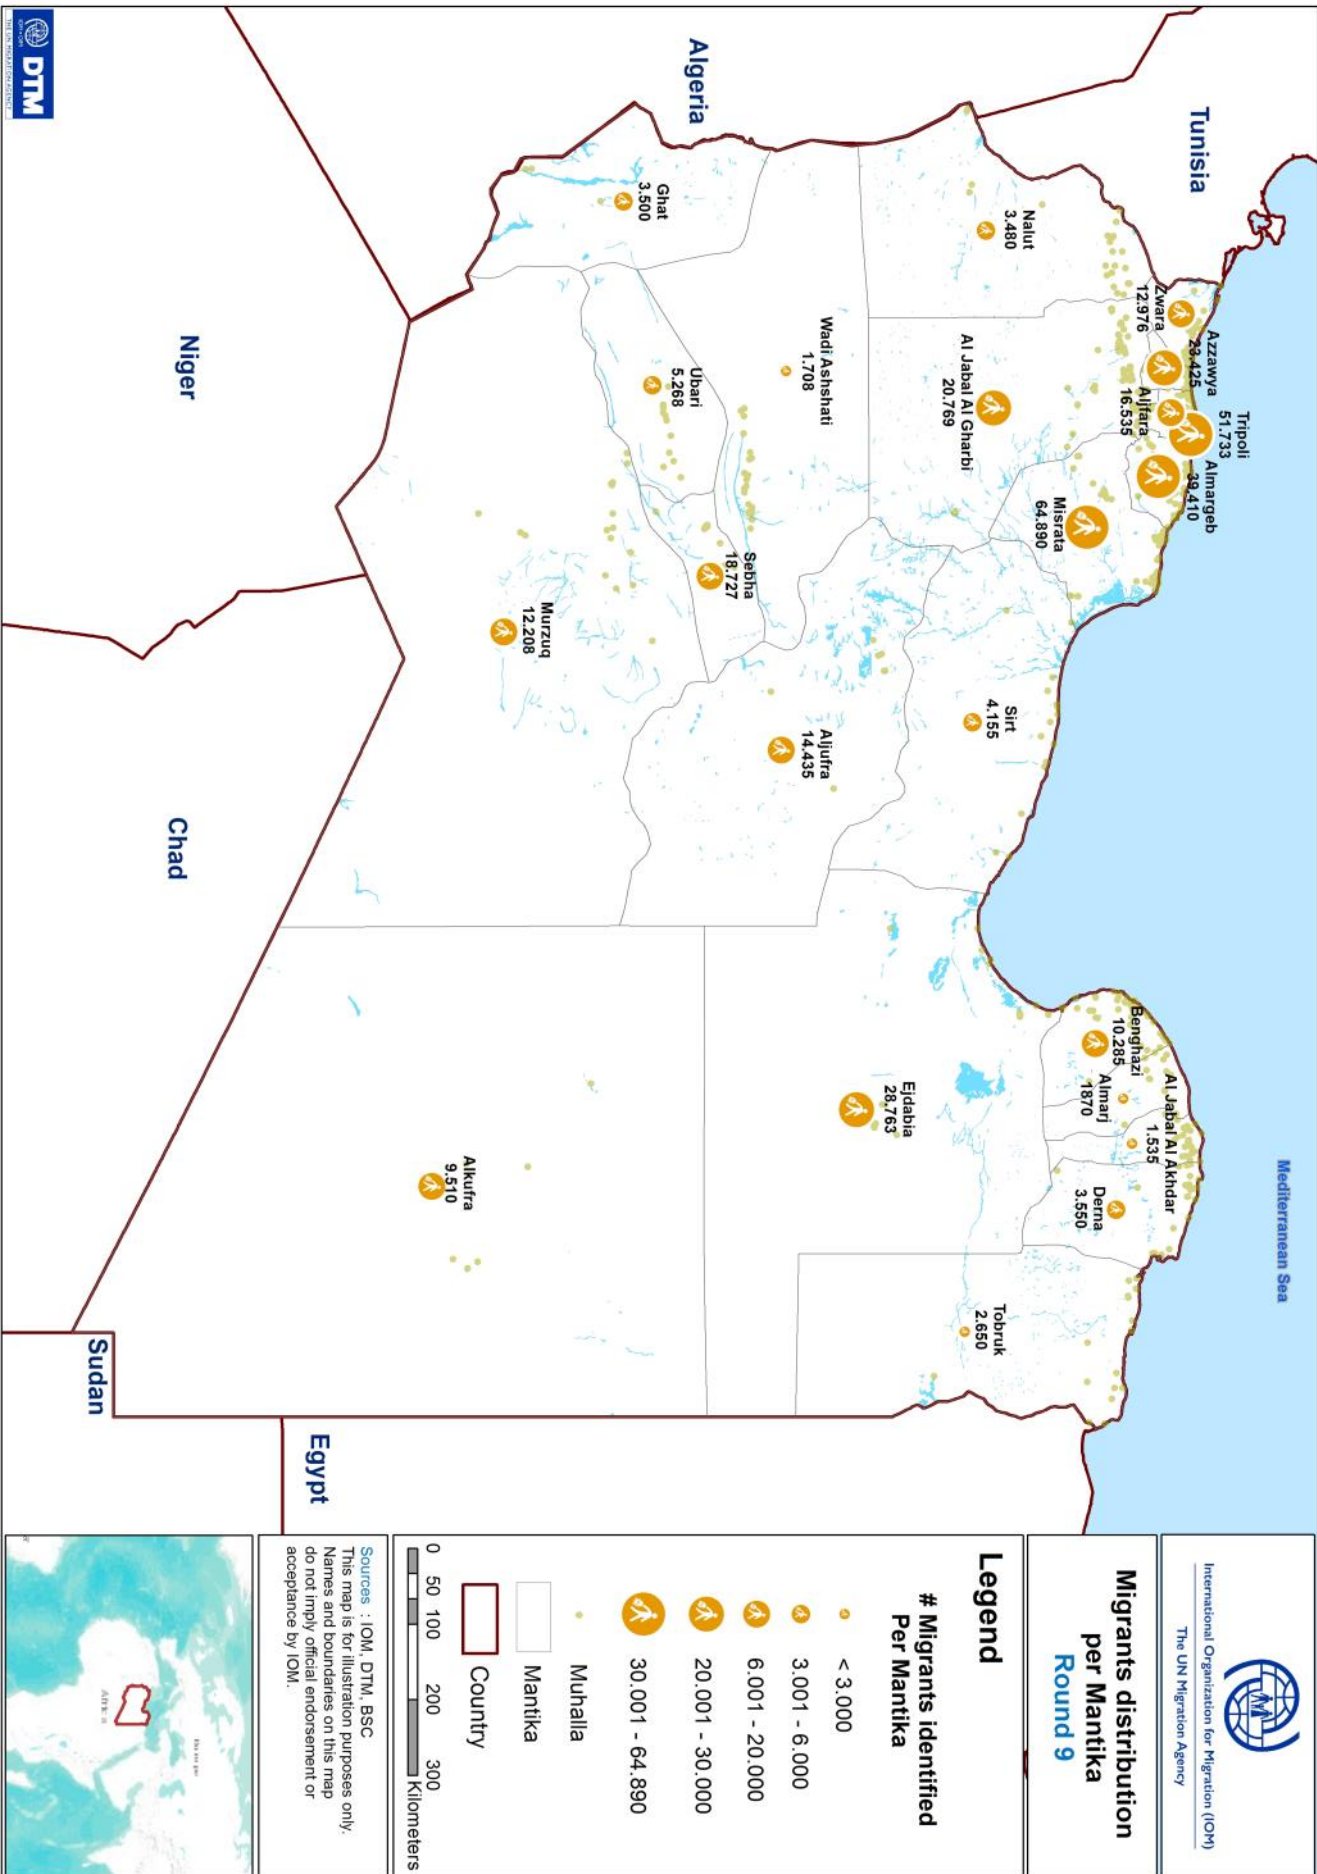 Mediterranean Sea
Tunisia
Algeria
Niger
Chad
Sudan
Egypt
Zwara
12.976
Azzawya
23.425
Aljfara
16.535
Tripoli
51.733
Almargeb
39.410
Misrata
64.890
Nalut
3.480
Al Jabal Al Gharbi
20.769
Sirt
4.155
Benghazi
10.285
Almarj
1870
Al Jabal Al Akhdar
1.535
Derna
3.550
Tobruk
2.650
Ejdabia
28.763
Wadi Ashshati
1.708
Aljufra
14.435
Sebha
18.727
Ubari
5.268
Ghat
3.500
Murzuq
12.208
Alkufra
9.510
IOM•OIM
DTM
THE UN MIGRATION AGENCY
International Organization for Migration (IOM)
The UN Migration Agency
Migrants distribution
per Mantika
Round 9
Legend
# Migrants identified
Per Mantika
< 3.000
3.001 - 6.000
6.001 - 20.000
20.001 - 30.000
30.001 - 64.890
Muhalla
Mantika
Country
0 50 100 200 300
Kilometers
Sources : IOM, DTM, BSC
This map is for illustration purposes only.
Names and boundaries on this map
do not imply official endorsement or
acceptance by IOM.